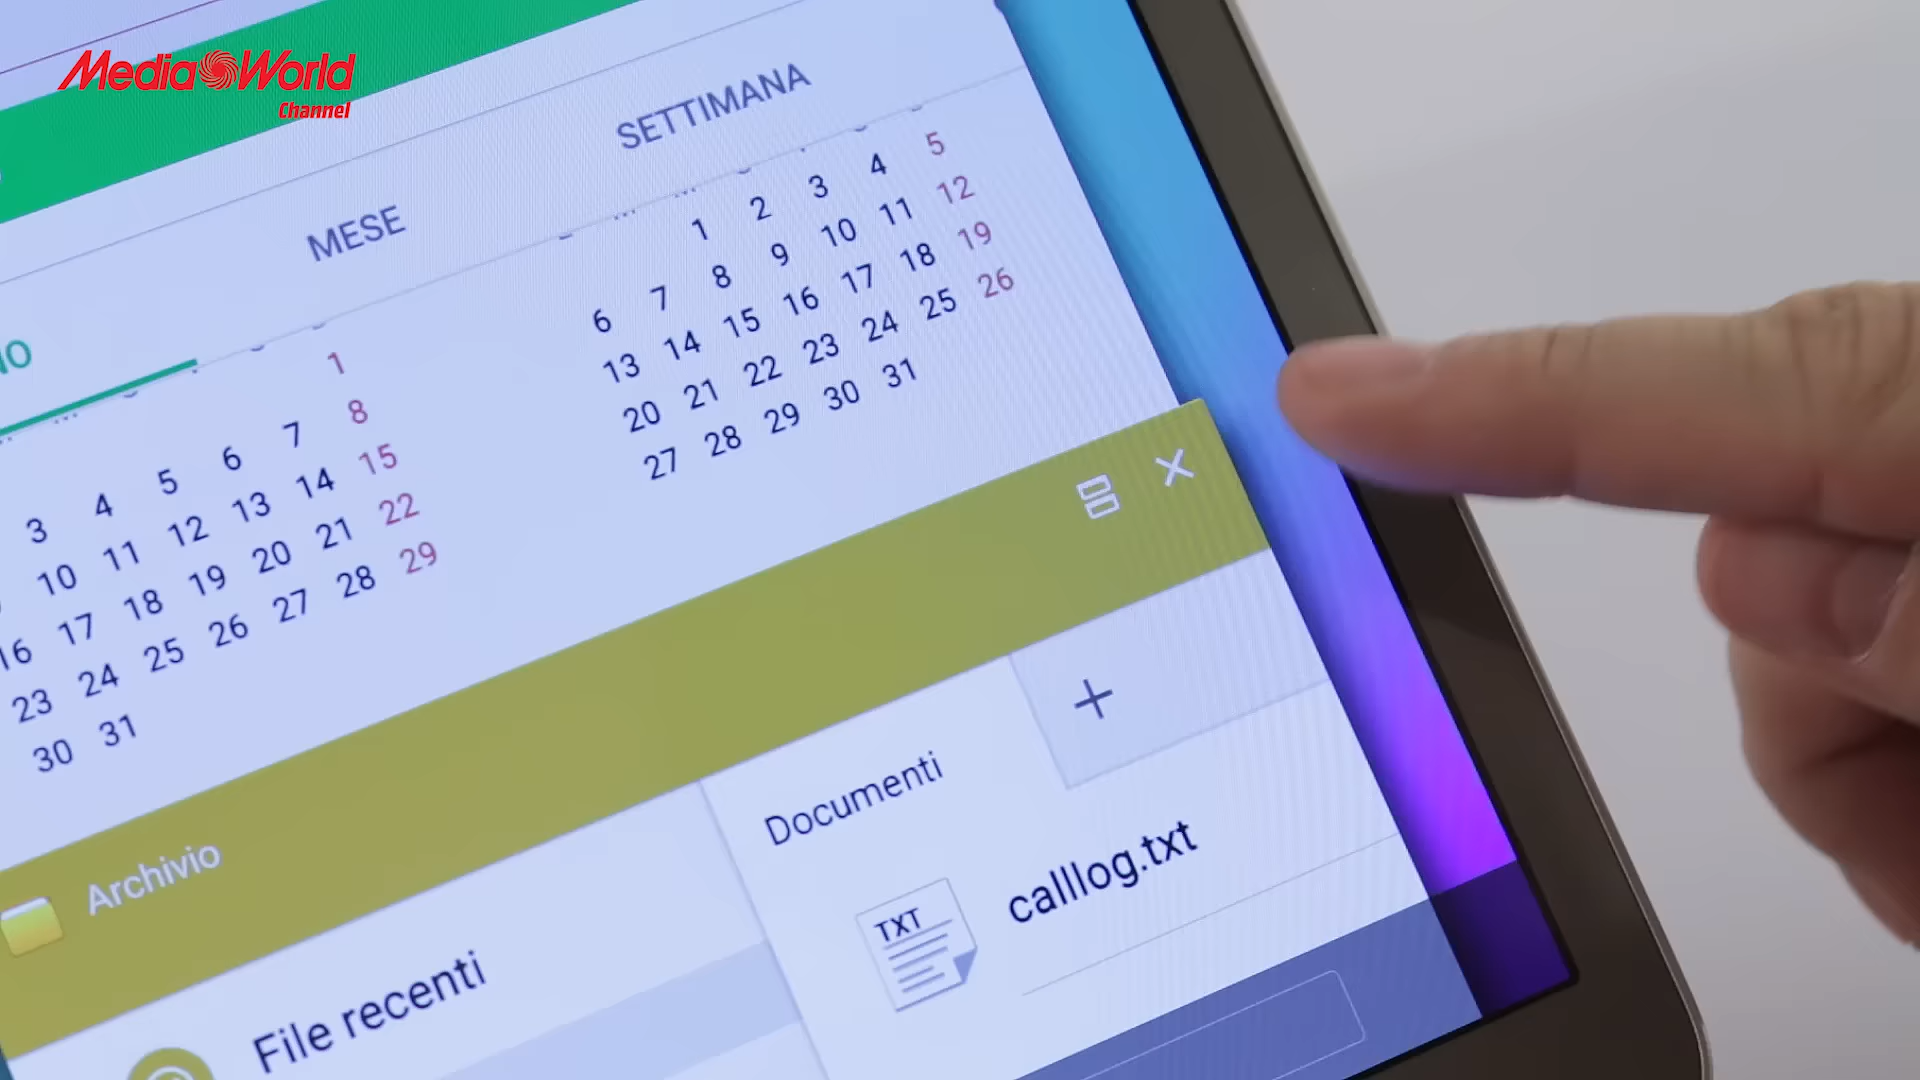 MediaWorld
Channel
SETTIMANA
MESE
1 2 3 4 5
6 7 8 9 10 11 12
13 14 15 16 17 18 19
20 21 22 23 24 25 26
27 28 29 30 31
1
3 4 5 6 7 8
10 11 12 13 14 15
16 17 18 19 20 21 22
23 24 25 26 27 28 29
30 31
Archivio
File recenti
Documenti
TXT
calllog.txt